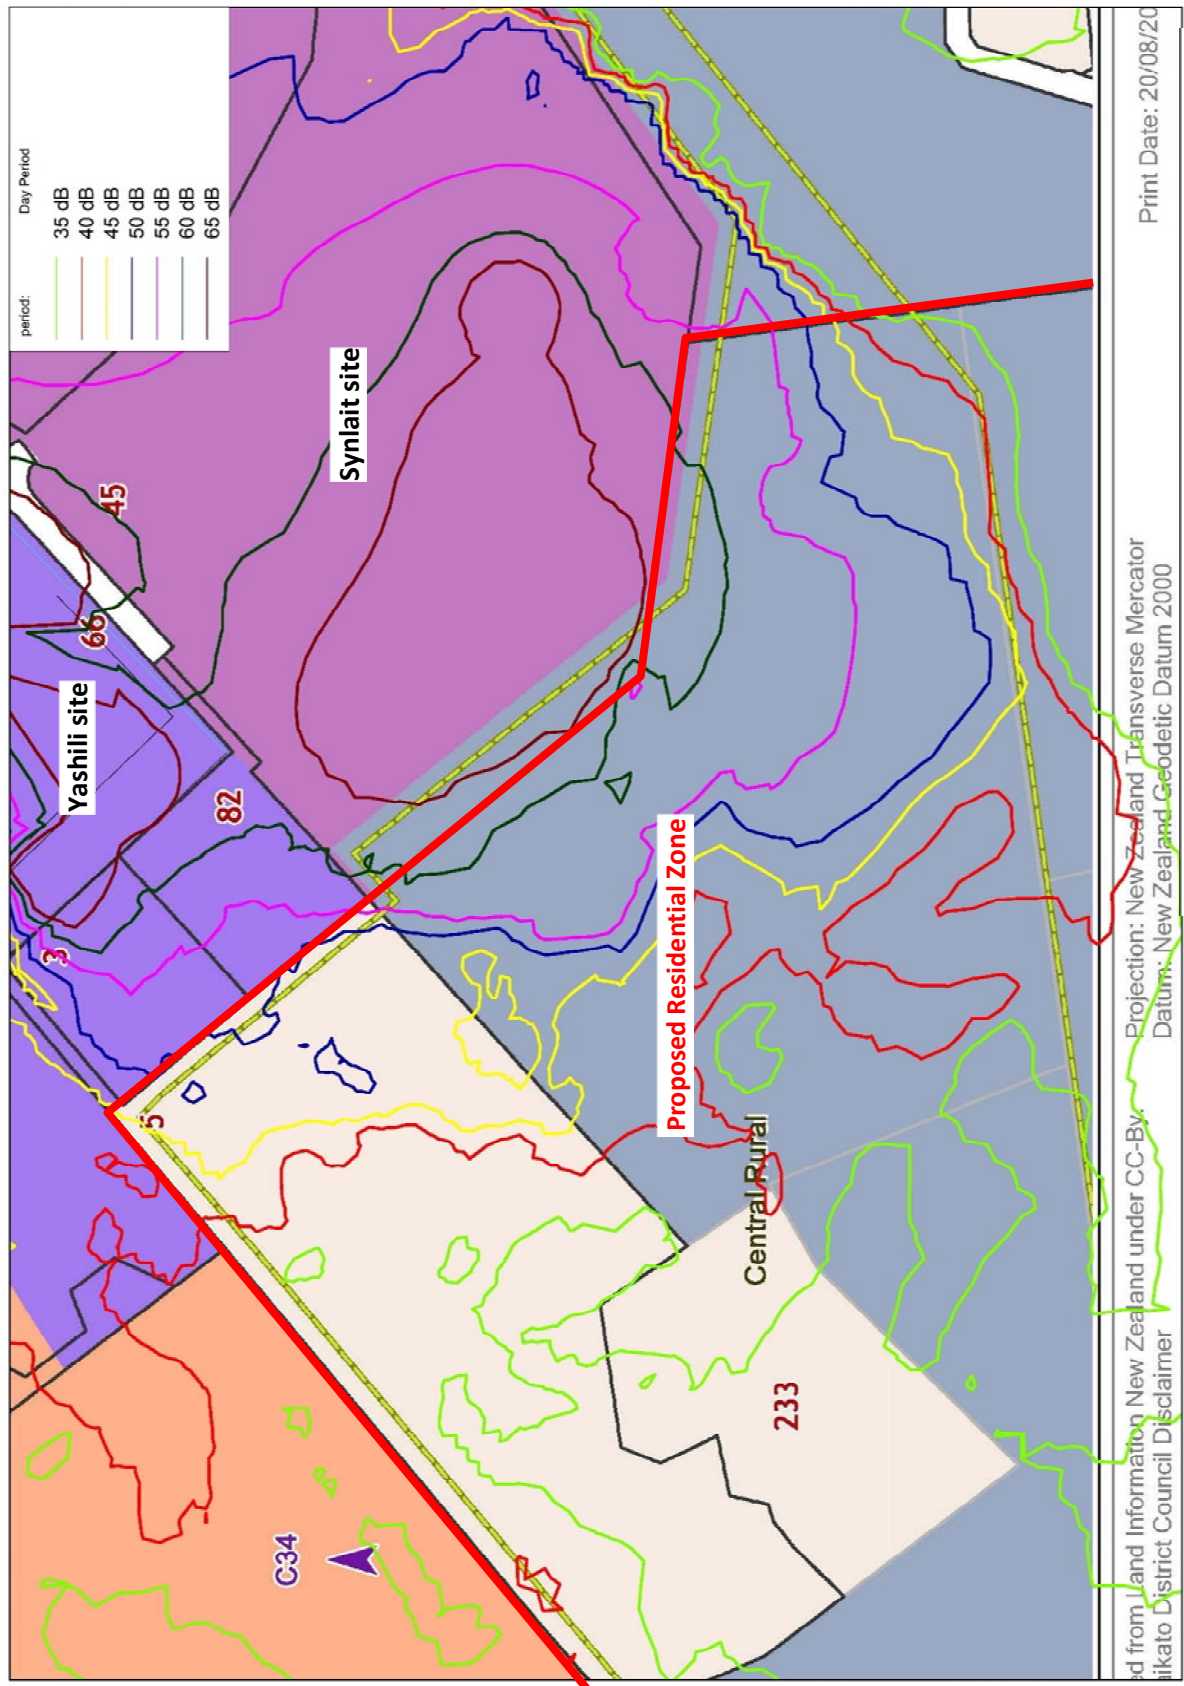 period:
Day Period
35 dB
40 dB
45 dB
50 dB
55 dB
60 dB
65 dB
Synlait site
Yashili site
45
66
82
3
5
Proposed Residential Zone
Central Rural
233
C34
Print Date: 20/08/20
Projection: New Zealand Transverse Mercator
Datum: New Zealand Geodetic Datum 2000
ed from Land Information New Zealand under CC-By.
ikato District Council Disclaimer